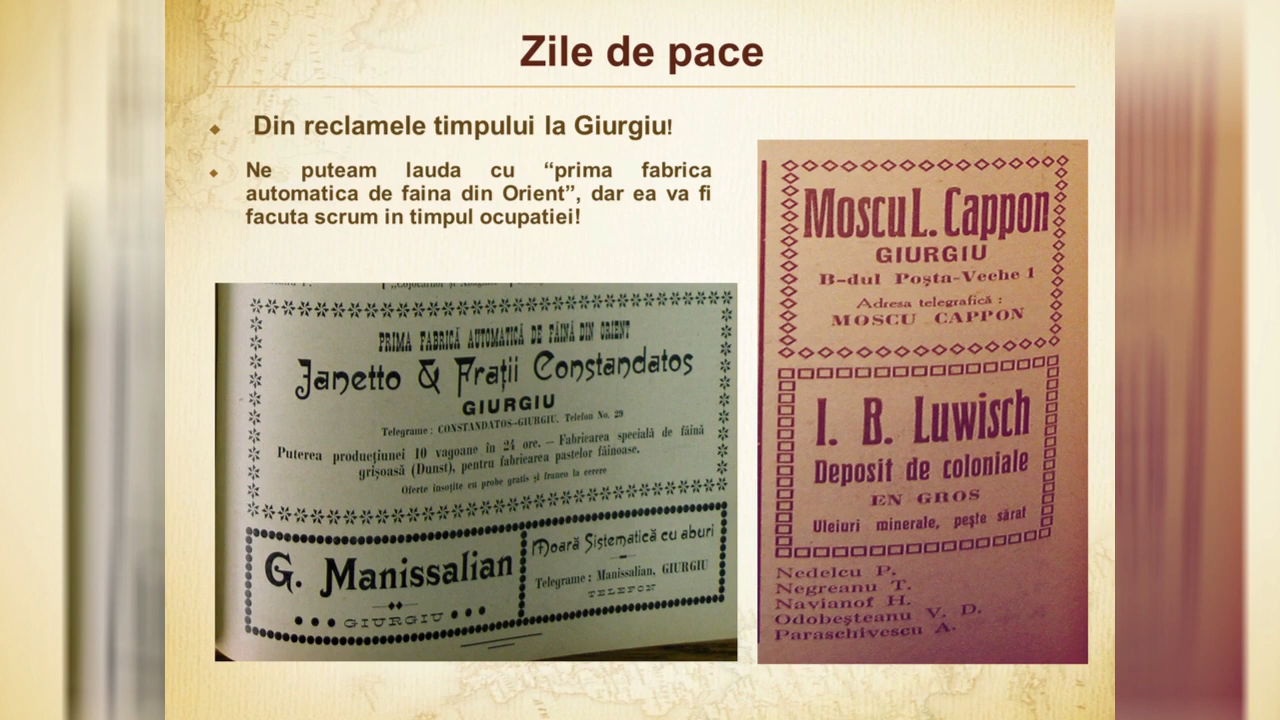 Zile de pace
Din reclamele timpului la Giurgiu!
Ne puteam lauda cu “prima fabrica
automatica de faina din Orient”, dar ea va fi
facuta scrum in timpul ocupatiei!
PRIMA FABRICĂ AUTOMATICĂ DE FĂINĂ DIN ORIENT
Janetto & Frații Constandatos
GIURGIU
Telegrame: CONSTANDATOS-GIURGIU. Telefon No. 29
Puterea producțiunei 10 vagoane în 24 ore. – Fabricarea specială de făină
grișoasă (Dunst), pentru fabricarea pastelor făinoase.
Oferte însoțite cu probe gratis și franco la cerere
G. Manissalian
GIURGIU
Moară Sistematică cu aburi
Telegrame: Manissalian, GIURGIU
TELEFON
Moscu L. Cappon
GIURGIU
B-dul Poșta-Veche 1
Adresa telegrafică:
MOSCU CAPPON
I. B. Luwisch
Deposit de coloniale
EN GROS
Uleiuri minerale, pește sărat
Nedelcu P.
Negreanu T.
Navianof H.
Odobeșteanu V. D.
Paraschivescu A.